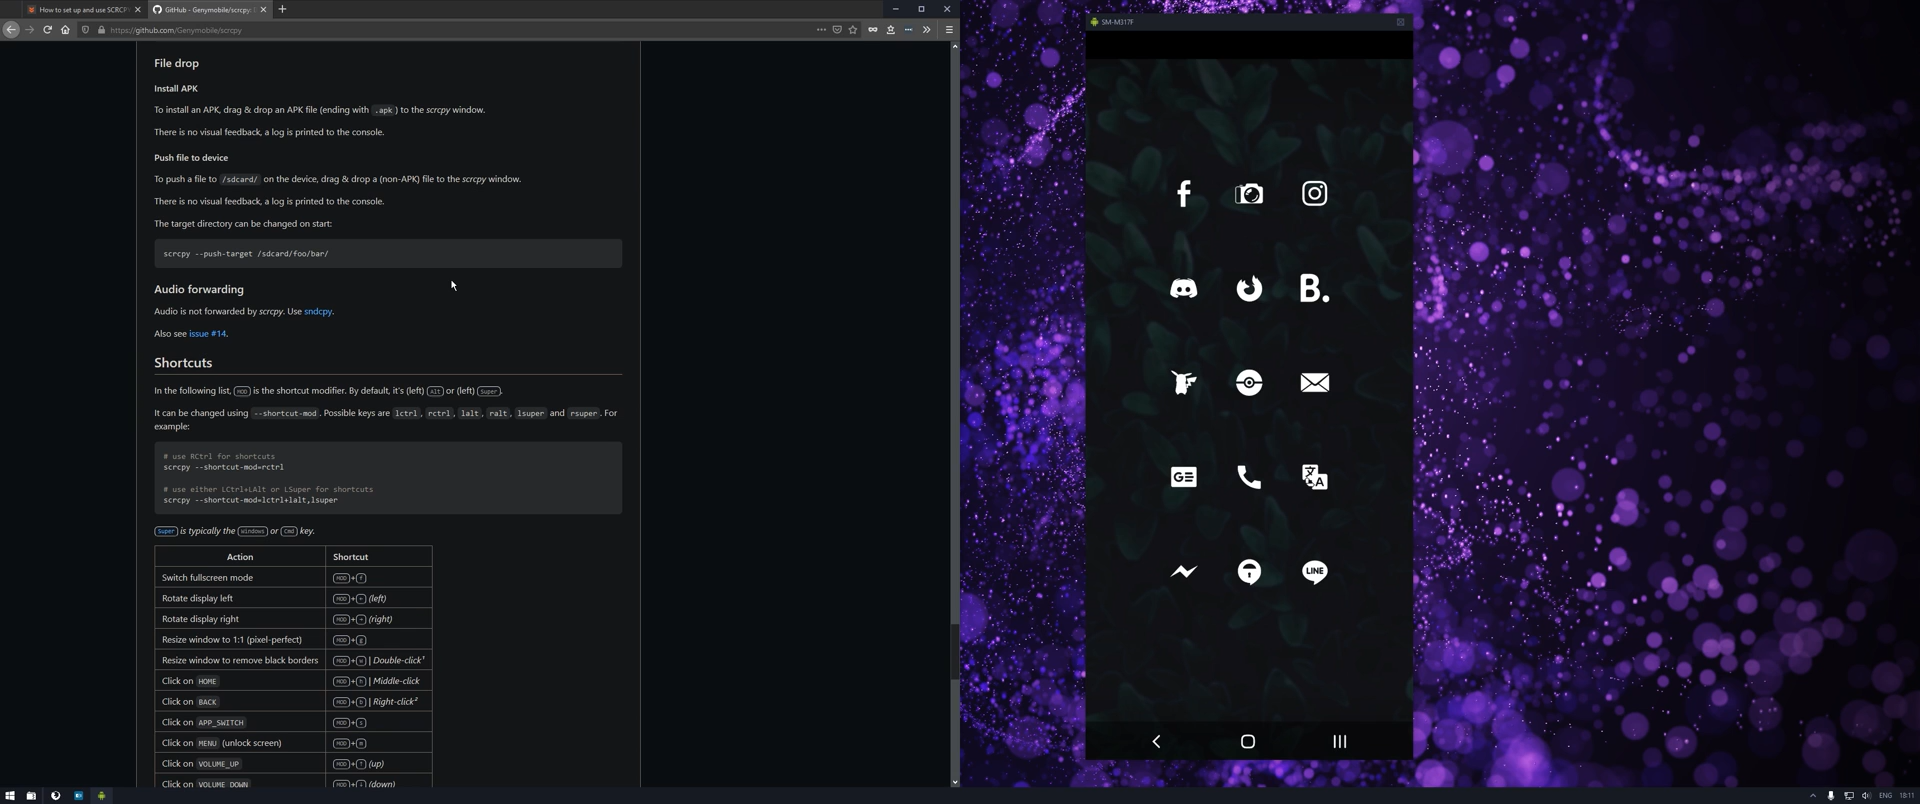 How to set up and use SCRCP
GitHub - Genymobile/scrcpy:
https://github.com/Genymobile/scrcpy
SM-M317F
File drop
Install APK
To install an APK, drag & drop an APK file (ending with .apk) to the scrcpy window.
There is no visual feedback, a log is printed to the console.
Push file to device
To push a file to /sdcard/ on the device, drag & drop a (non-APK) file to the scrcpy window.
There is no visual feedback, a log is printed to the console.
The target directory can be changed on start:
scrcpy --push-target /sdcard/foo/bar/
Audio forwarding
Audio is not forwarded by scrcpy. Use sndcpy.
Also see issue #14.
Shortcuts
In the following list, MOD is the shortcut modifier. By default, it's (left) Alt or (left) Super.
It can be changed using --shortcut-mod. Possible keys are lctrl, rctrl, lalt, ralt, lsuper and rsuper. For
example:
# use RCtrl for shortcuts
scrcpy --shortcut-mod=rctrl
# use either LCtrl+LAlt or LSuper for shortcuts
scrcpy --shortcut-mod=lctrl+lalt,lsuper
Super is typically the Windows or Cmd key.
Action Shortcut
Switch fullscreen mode MOD+f
Rotate display left MOD+← (left)
Rotate display right MOD+→ (right)
Resize window to 1:1 (pixel-perfect) MOD+g
Resize window to remove black borders MOD+w | Double-click¹
Click on HOME MOD+h | Middle-click
Click on BACK MOD+b | Right-click²
Click on APP_SWITCH MOD+s
Click on MENU (unlock screen) MOD+m
Click on VOLUME_UP MOD+↑ (up)
Click on VOLUME_DOWN MOD+↓ (down)
B.
GE
文A
LINE
ENG 18:11